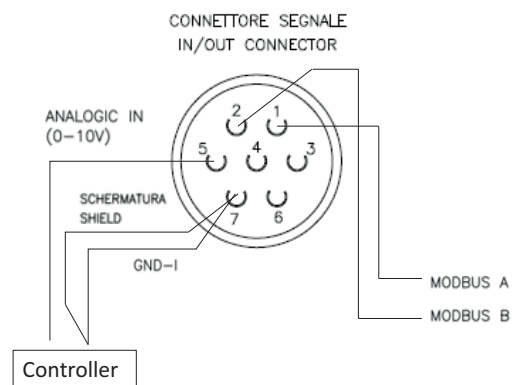 CONNETTORE SEGNALE
IN/OUT CONNECTOR
ANALOGIC IN
(0-10V)
2
1
5
4
3
7
6
SCHERMATURA
SHIELD
GND-I
MODBUS A
MODBUS B
Controller